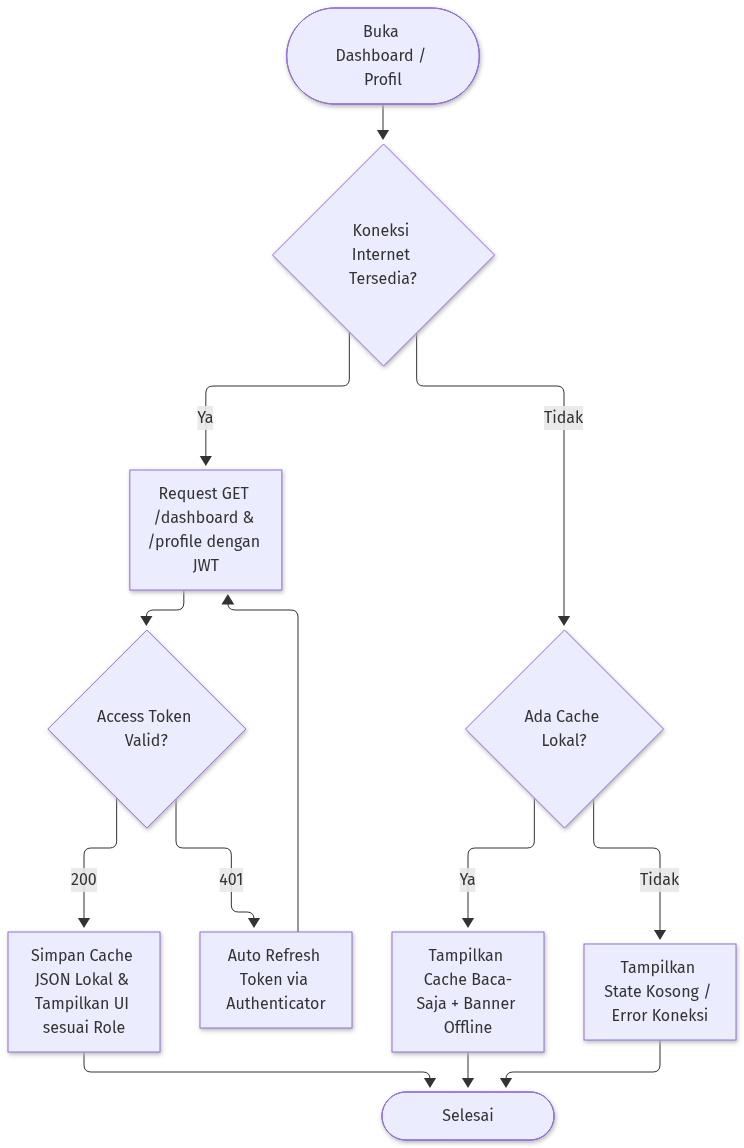 Buka
Dashboard /
Profil
Koneksi
Internet
Tersedia?
Ya
Tidak
Request GET
/dashboard &
/profile dengan
JWT
Access Token
Valid?
Ada Cache
Lokal?
200
401
Ya
Tidak
Simpan Cache
JSON Lokal &
Tampilkan UI
sesuai Role
Auto Refresh
Token via
Authenticator
Tampilkan
Cache Baca-
Saja + Banner
Offline
Tampilkan
State Kosong /
Error Koneksi
Selesai